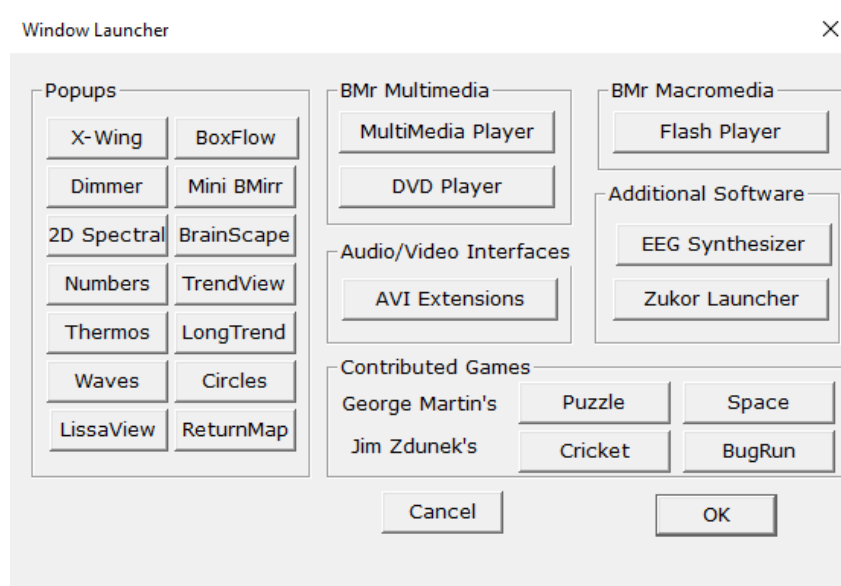 Window Launcher
Popups
X-Wing BoxFlow
Dimmer Mini BMirr
2D Spectral BrainScape
Numbers TrendView
Thermos LongTrend
Waves Circles
LissaView ReturnMap
BMr Multimedia
MultiMedia Player
DVD Player
BMr Macromedia
Flash Player
Audio/Video Interfaces
AVI Extensions
Additional Software
EEG Synthesizer
Zukor Launcher
Contributed Games
George Martin's Puzzle Space
Jim Zdunek's Cricket BugRun
Cancel OK